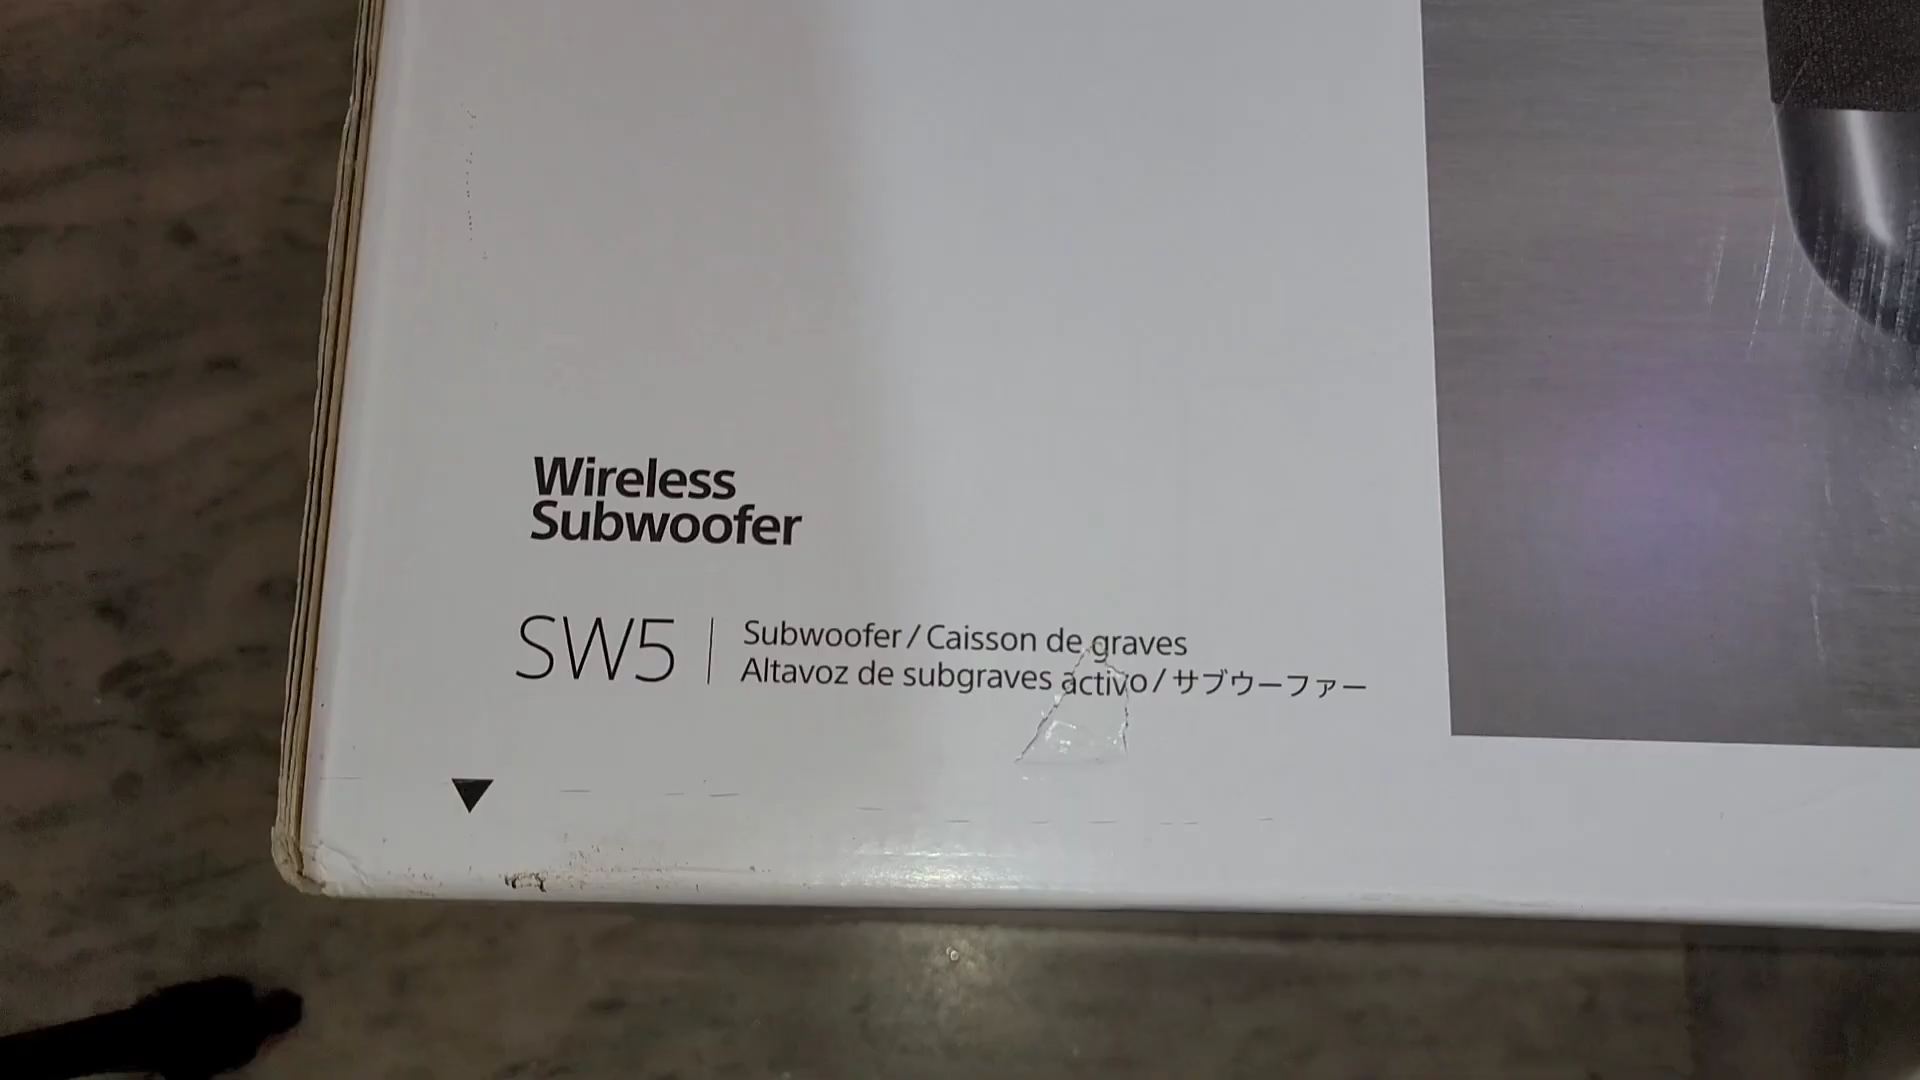 Wireless
Subwoofer
SW5
Subwoofer / Caisson de graves
Altavoz de subgraves activo / サブウーファー